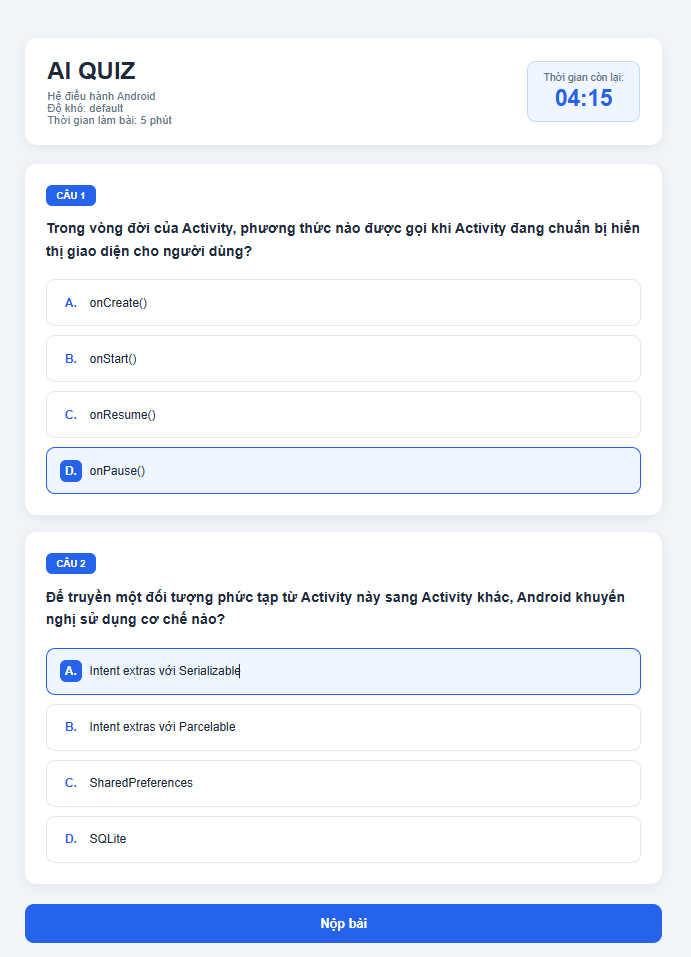 AI QUIZ
Hệ điều hành Android
Độ khó: default
Thời gian làm bài: 5 phút
Thời gian còn lại:
04:15
CÂU 1
Trong vòng đời của Activity, phương thức nào được gọi khi Activity đang chuẩn bị hiển
thị giao diện cho người dùng?
A. onCreate()
B. onStart()
C. onResume()
D. onPause()
CÂU 2
Để truyền một đối tượng phức tạp từ Activity này sang Activity khác, Android khuyến
nghị sử dụng cơ chế nào?
A. Intent extras với Serializable
B. Intent extras với Parcelable
C. SharedPreferences
D. SQLite
Nộp bài